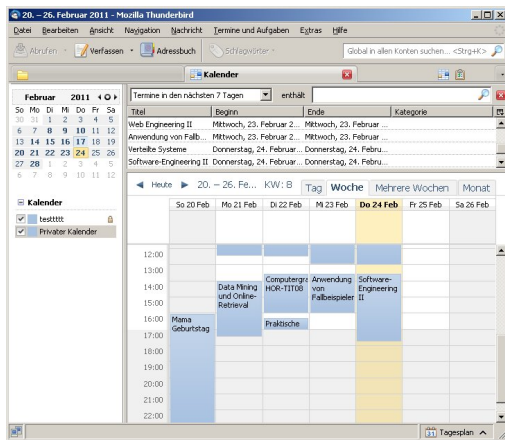 20. – 26. Februar 2011 - Mozilla Thunderbird
Datei Bearbeiten Ansicht Navigation Nachricht Termine und Aufgaben Extras Hilfe
Abrufen Verfassen Adressbuch Schlagwörter Global in allen Konten suchen... <Strg+K>
Kalender
Februar 2011
So Mo Di Mi Do Fr Sa
30 31 1 2 3 4 5
6 7 8 9 10 11 12
13 14 15 16 17 18 19
20 21 22 23 24 25 26
27 28 1 2 3 4 5
6 7 8 9 10 11 12
Kalender
testtttt
Privater Kalender
Termine in den nächsten 7 Tagen enthält
Titel Beginn Ende Kategorie
Web Engineering II Mittwoch, 23. Februar 2... Mittwoch, 23. Februar ...
Anwendung von Fallb... Mittwoch, 23. Februar 2... Mittwoch, 23. Februar ...
Verteilte Systeme Donnerstag, 24. Februar... Donnerstag, 24. Februar ...
Software-Engineering II Donnerstag, 24. Februar... Donnerstag, 24. Februar ...
Heute 20. – 26. Fe... KW: 8 Tag Woche Mehrere Wochen Monat
So 20 Feb Mo 21 Feb Di 22 Feb Mi 23 Feb Do 24 Feb Fr 25 Feb Sa 26 Feb
12:00
13:00
14:00
15:00
16:00
17:00
18:00
19:00
20:00
21:00
22:00
Mama
Geburtstag
Data Mining
und Online-
Retrieval
Computergra
HOR-TIT08
Praktische
Anwendung
von
Fallbeispieler
Software-
Engineering
II
Tagesplan